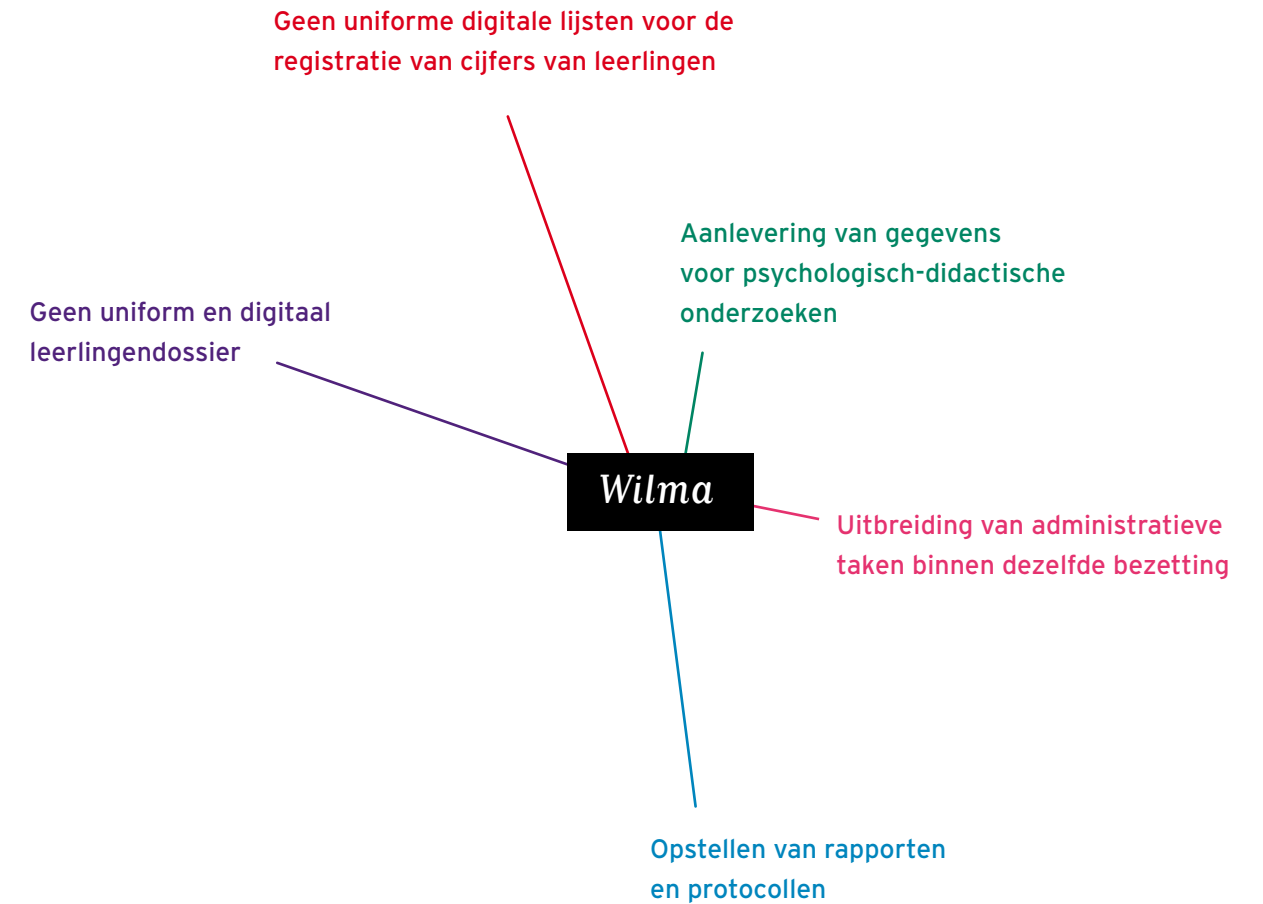 Geen uniforme digitale lijsten voor de
registratie van cijfers van leerlingen
Aanlevering van gegevens
voor psychologisch-didactische
onderzoeken
Geen uniform en digitaal
leerlingendossier
Wilma
Uitbreiding van administratieve
taken binnen dezelfde bezetting
Opstellen van rapporten
en protocollen